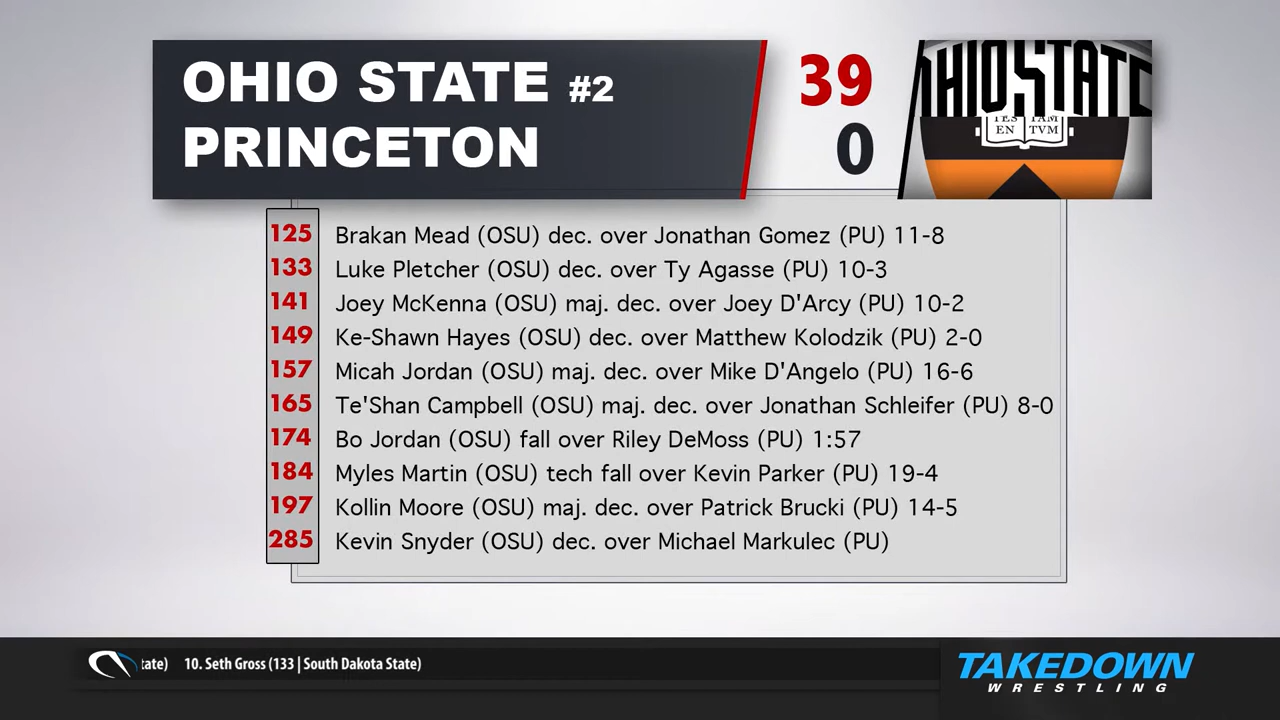 OHIO STATE #2
PRINCETON
39
0
OHIO STATE
TES TAM
EN TVM
125 Brakan Mead (OSU) dec. over Jonathan Gomez (PU) 11-8
133 Luke Pletcher (OSU) dec. over Ty Agasse (PU) 10-3
141 Joey McKenna (OSU) maj. dec. over Joey D'Arcy (PU) 10-2
149 Ke-Shawn Hayes (OSU) dec. over Matthew Kolodzik (PU) 2-0
157 Micah Jordan (OSU) maj. dec. over Mike D'Angelo (PU) 16-6
165 Te'Shan Campbell (OSU) maj. dec. over Jonathan Schleifer (PU) 8-0
174 Bo Jordan (OSU) fall over Riley DeMoss (PU) 1:57
184 Myles Martin (OSU) tech fall over Kevin Parker (PU) 19-4
197 Kollin Moore (OSU) maj. dec. over Patrick Brucki (PU) 14-5
285 Kevin Snyder (OSU) dec. over Michael Markulec (PU)
tate) 10. Seth Gross (133 | South Dakota State)
TAKEDOWN
WRESTLING